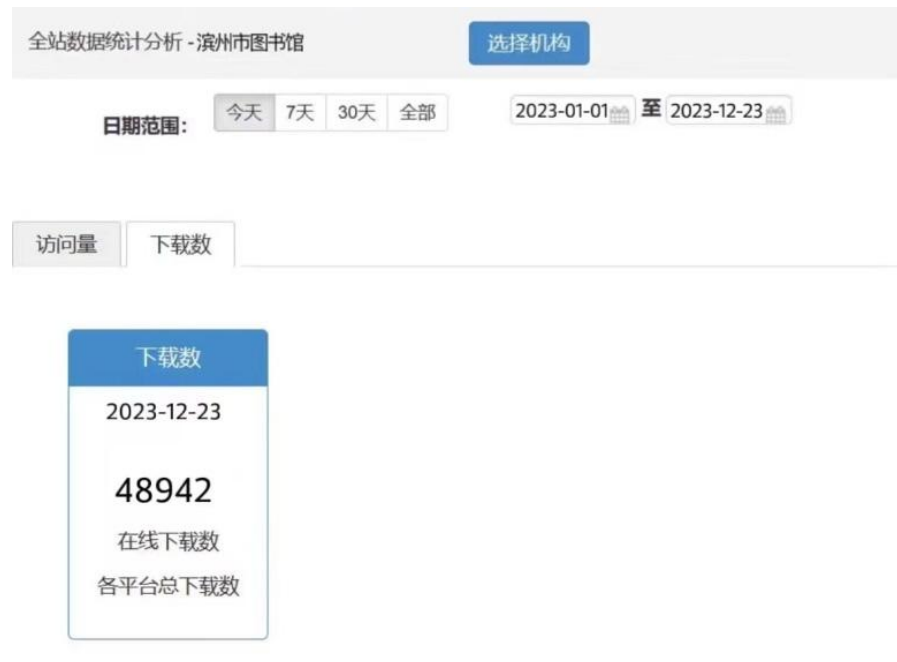 全站数据统计分析 - 滨州市图书馆 选择机构
日期范围: 今天 7天 30天 全部 2023-01-01 至 2023-12-23
访问量 下载数
下载数
2023-12-23
48942
在线下载数
各平台总下载数